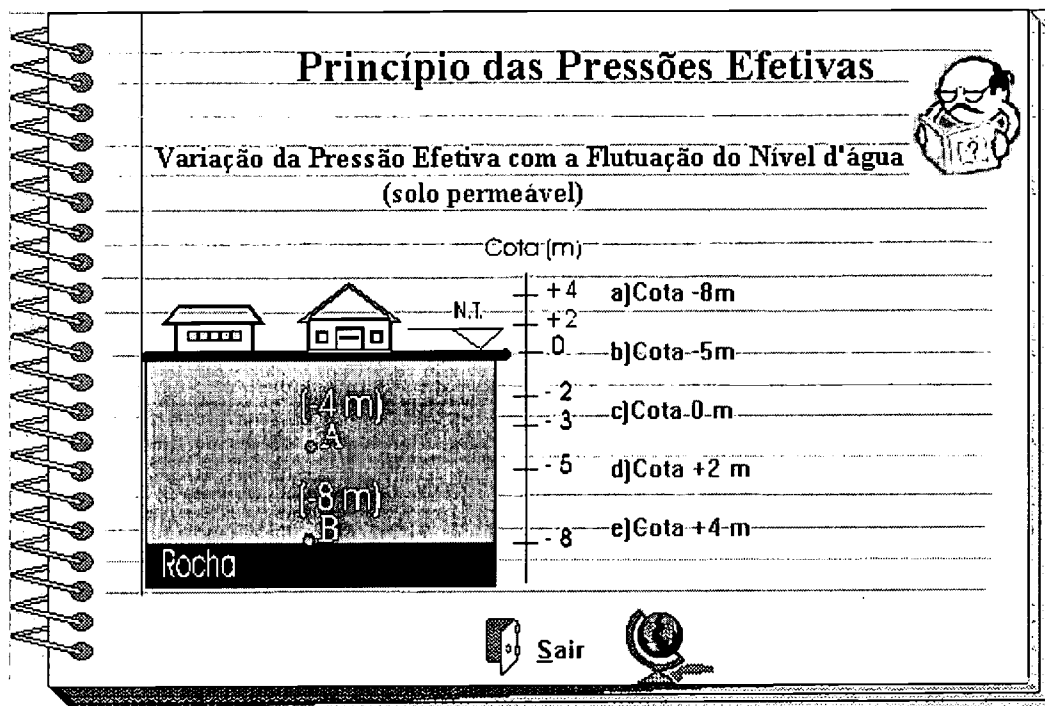 Princípio das Pressões Efetivas
Variação da Pressão Efetiva com a Flutuação do Nível d'água
(solo permeável)
Cota (m)
N.T.
+4
+2
0
- 2
- 3
- 5
- 8
(-4 m)
A
(-8 m)
B
Rocha
a)Cota -8m
b)Cota -5m
c)Cota 0 m
d)Cota +2 m
e)Cota +4 m
?
Sair